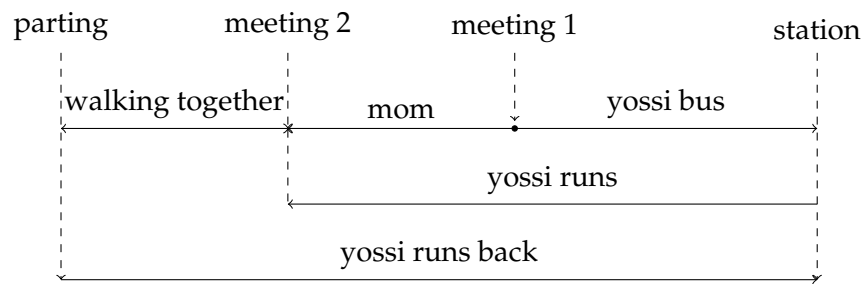 parting meeting 2 meeting 1 station
walking together mom yossi bus
yossi runs
yossi runs back